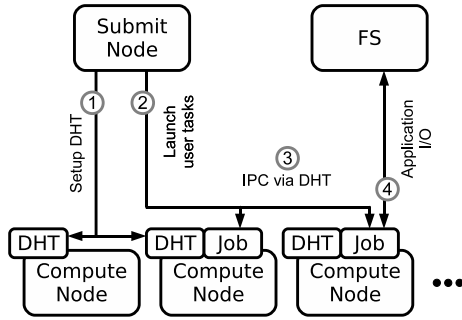 Submit
Node
FS
1
2
Setup DHT
Launch
user tasks
3
IPC via DHT
Application
I/O
4
DHT
DHT
Job
DHT
Job
Compute
Node
Compute
Node
Compute
Node